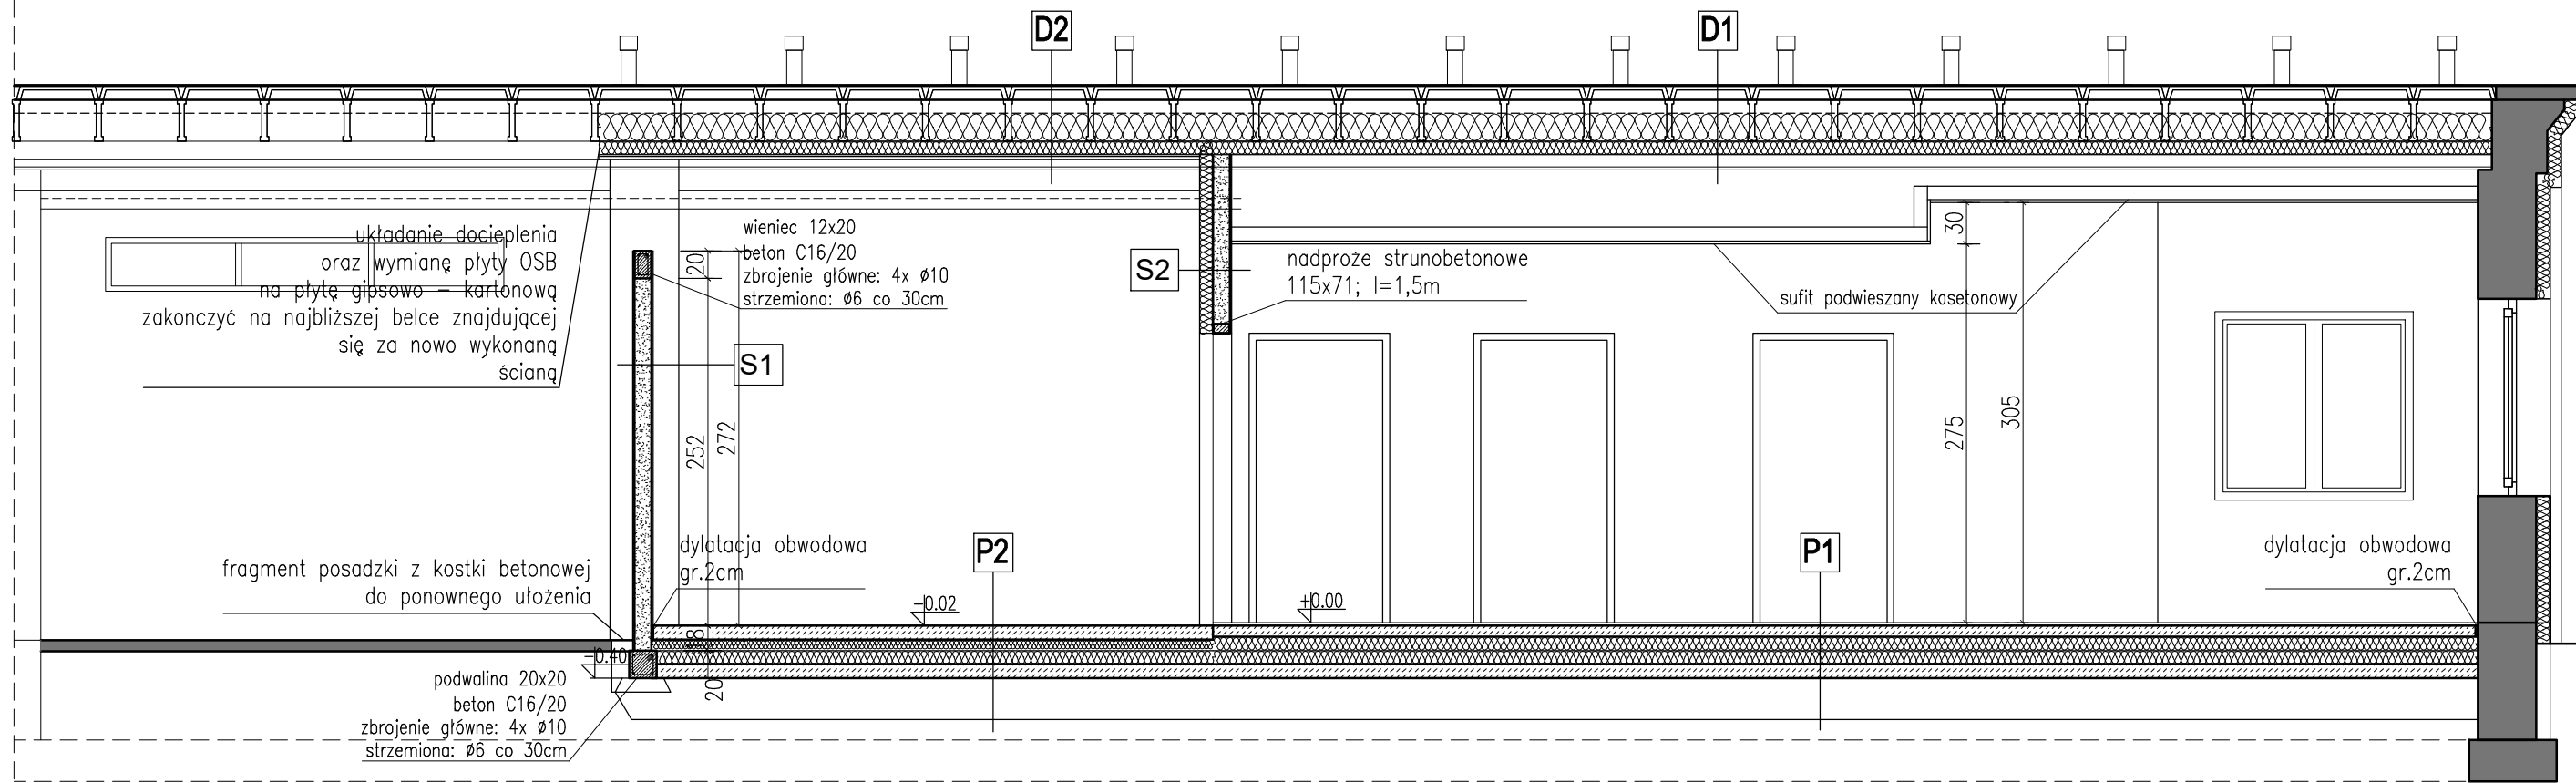 D2
D1
układanie docieplenia
oraz wymianę płyty OSB
na płytę gipsowo – kartonową
zakonczyć na najbliższej belce znajdującej
się za nowo wykonaną
ścianą
wieniec 12x20
beton C16/20
zbrojenie główne: 4x ø10
strzemiona: ø6 co 30cm
20
S1
252
272
S2
nadproże strunobetonowe
115x71; l=1,5m
sufit podwieszany kasetonowy
30
275
305
fragment posadzki z kostki betonowej
do ponownego ułożenia
dylatacja obwodowa
gr.2cm
P2
-0.02
+0.00
P1
dylatacja obwodowa
gr.2cm
18
-0.40
20
podwalina 20x20
beton C16/20
zbrojenie główne: 4x ø10
strzemiona: ø6 co 30cm